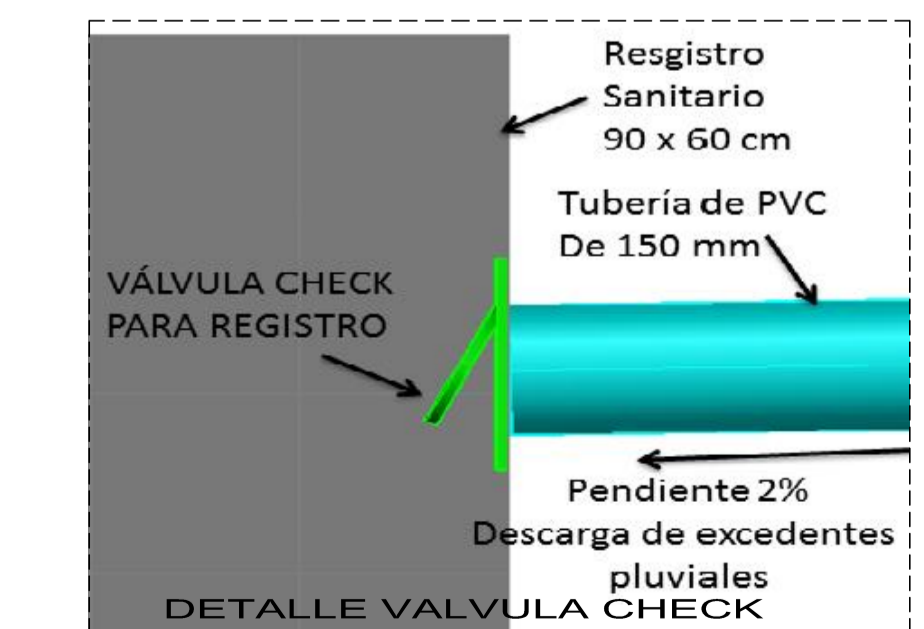 Resgistro
Sanitario
90 x 60 cm
Tubería de PVC
De 150 mm
VÁLVULA CHECK
PARA REGISTRO
Pendiente 2%
Descarga de excedentes
pluviales
DETALLE VALVULA CHECK